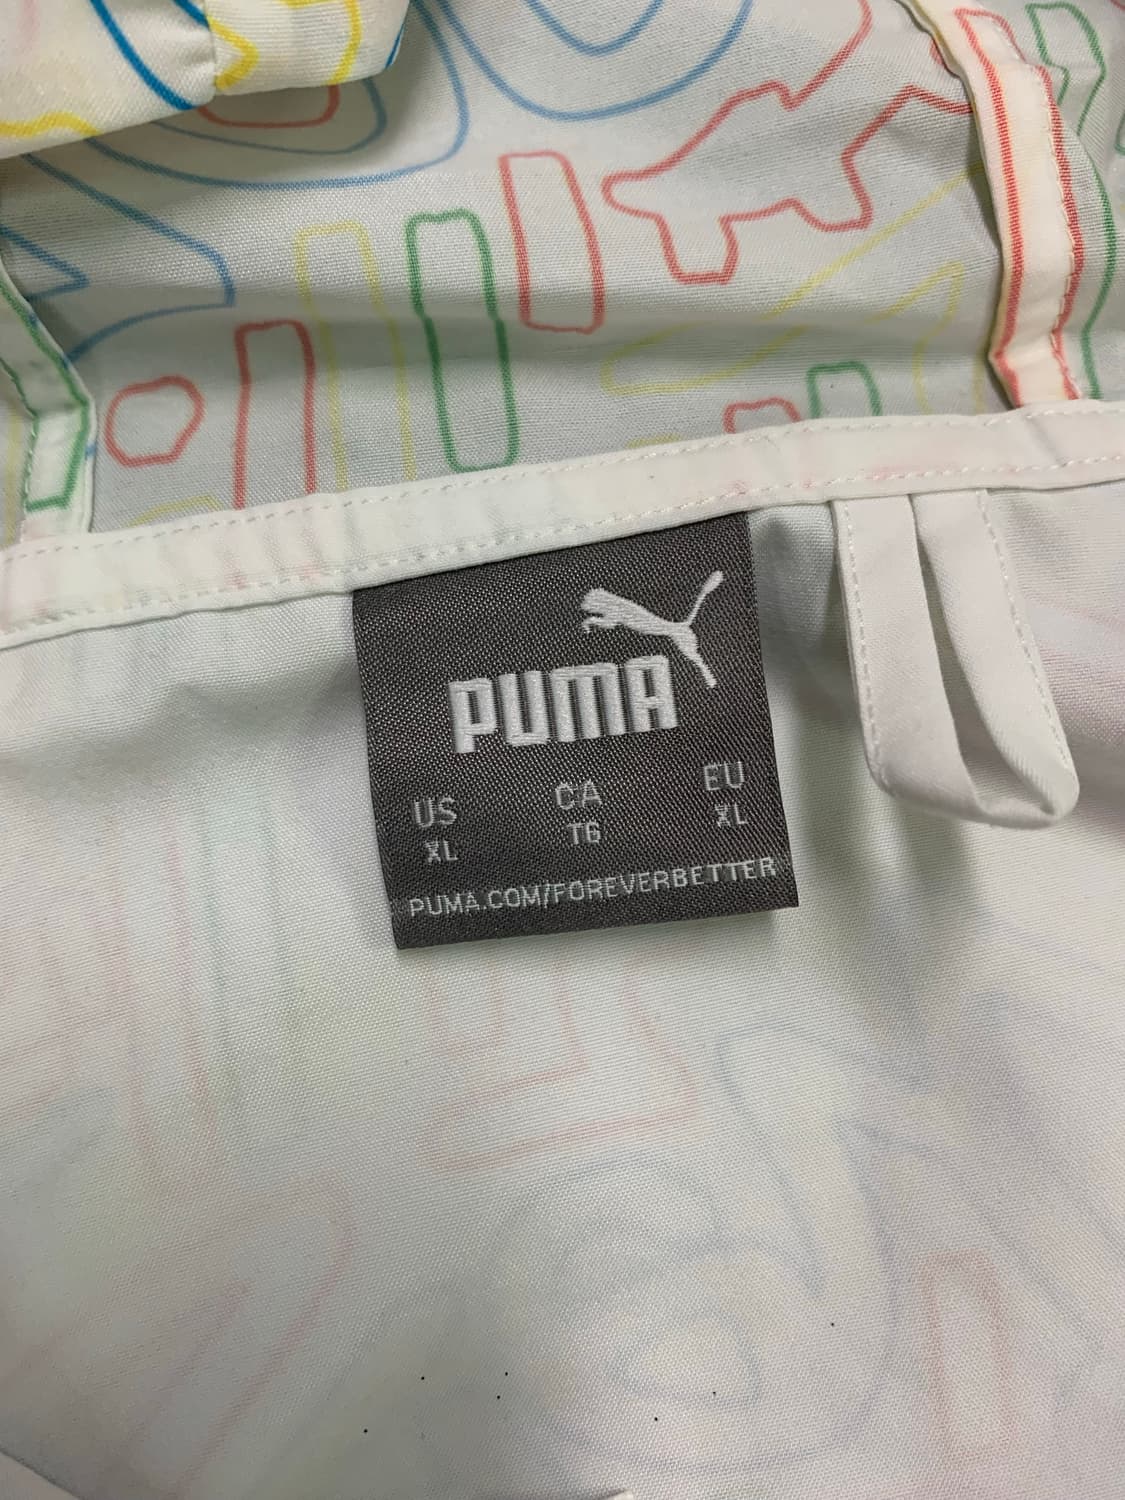 PUMA
US CA EU
XL TG XL
PUMA.COM/FOREVERBETTER